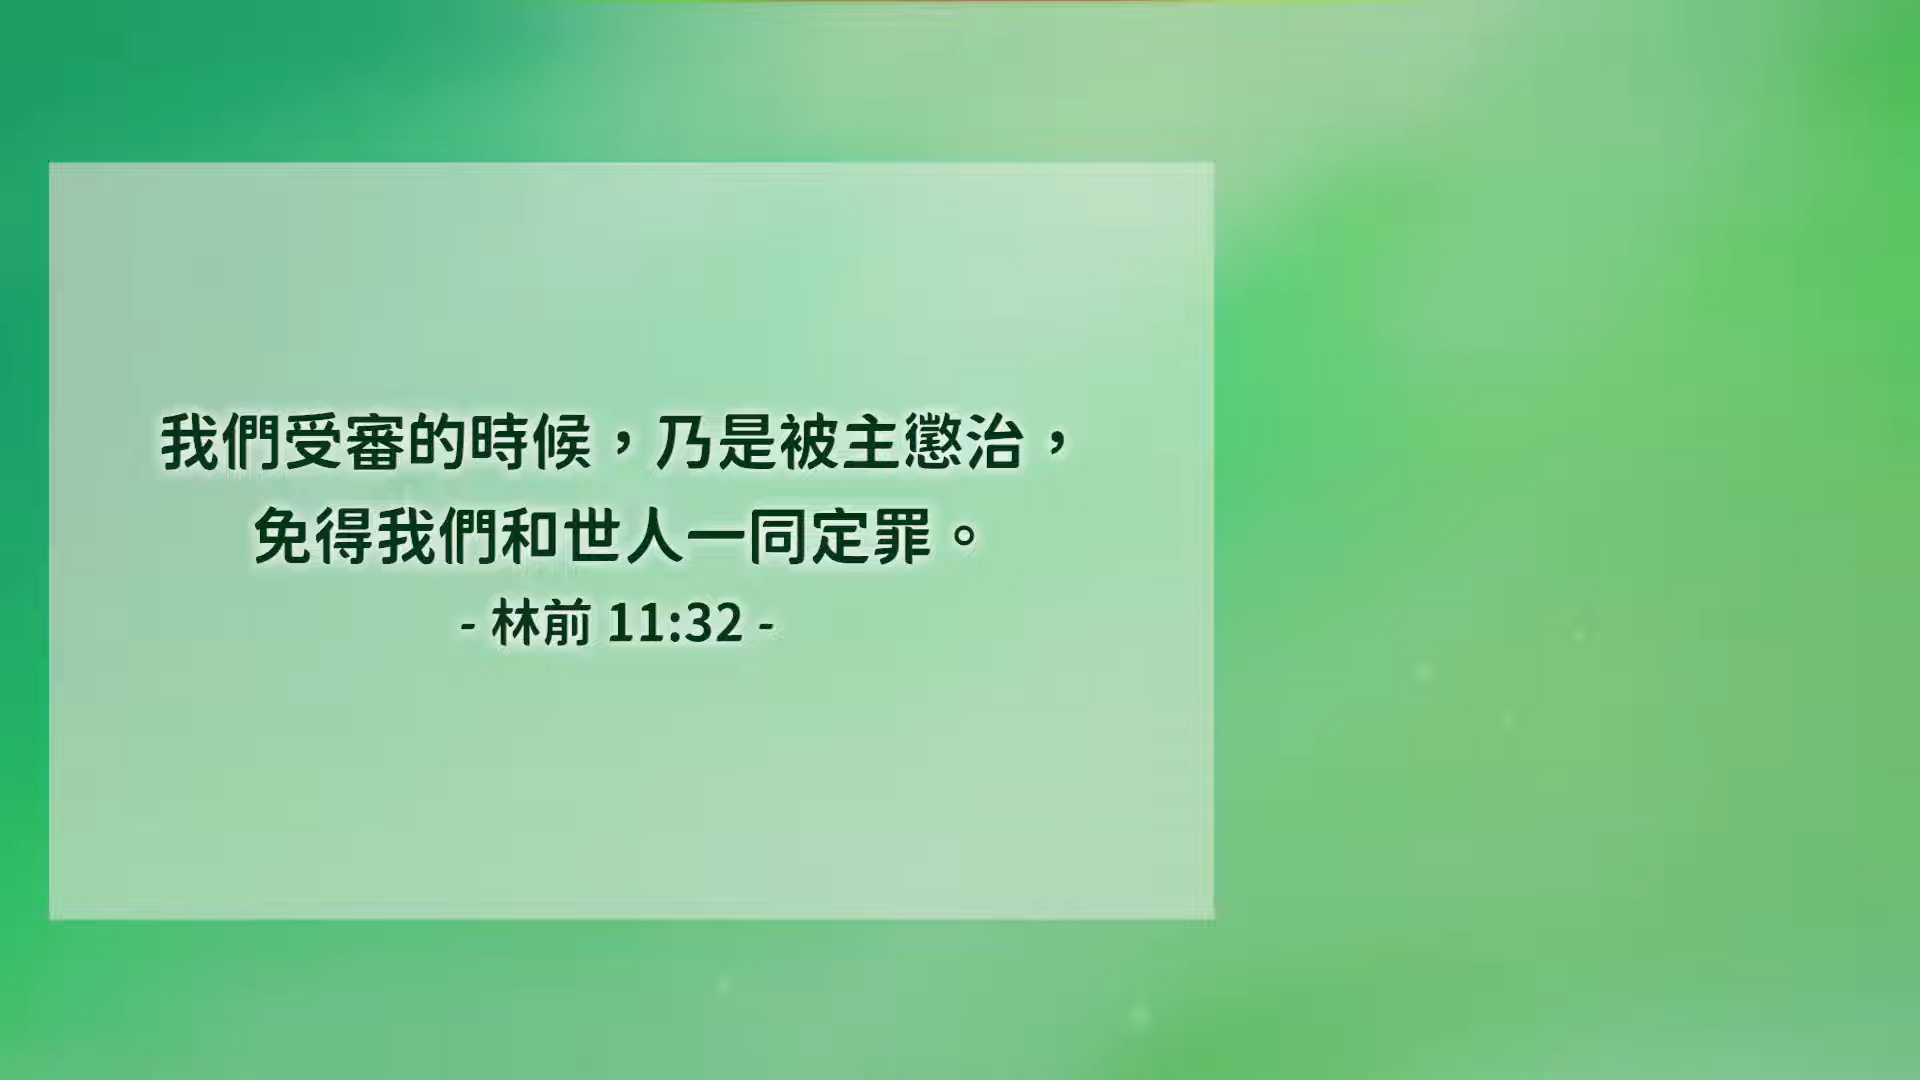 我們受審的時候，乃是被主懲治，
免得我們和世人一同定罪。
- 林前 11:32 -